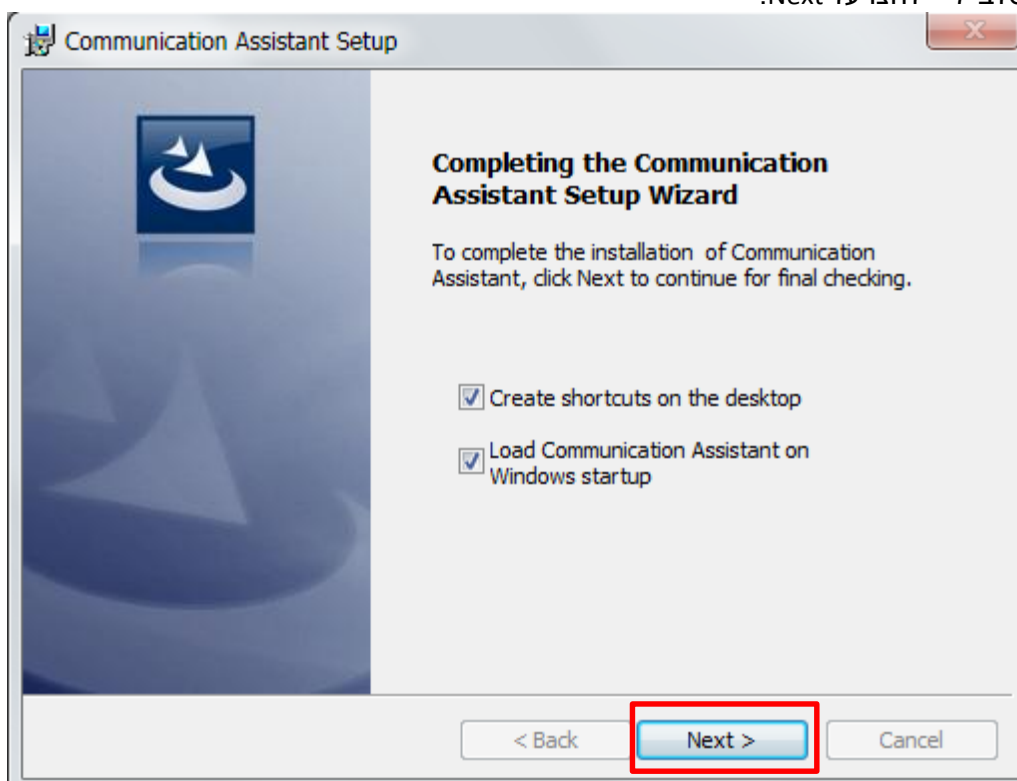 Next.
Communication Assistant Setup
Completing the Communication
Assistant Setup Wizard
To complete the installation of Communication
Assistant, click Next to continue for final checking.
Create shortcuts on the desktop
Load Communication Assistant on
Windows startup
< Back
Next >
Cancel